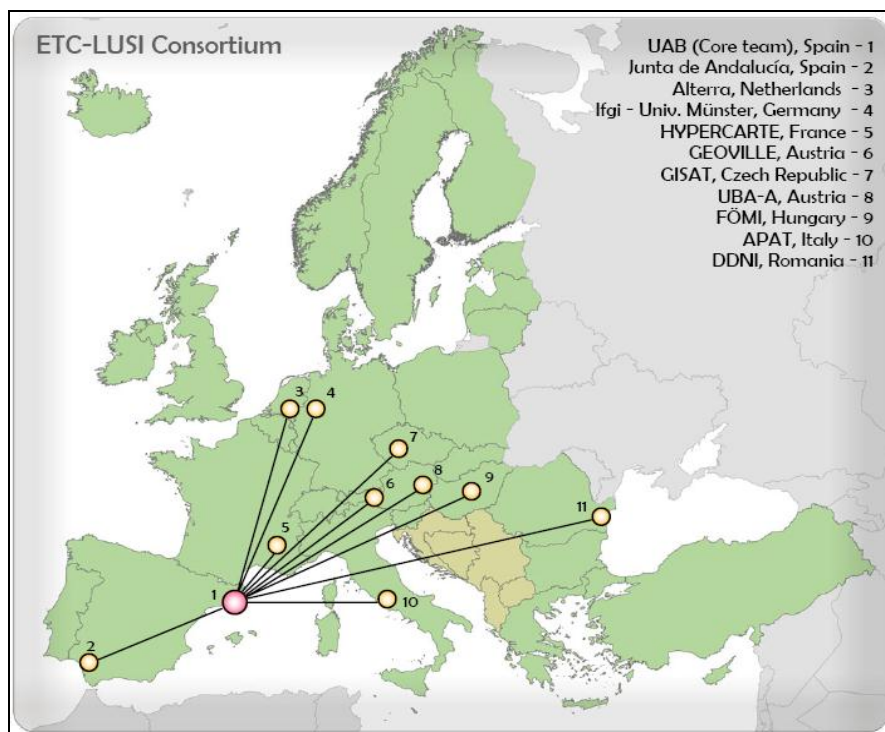 ETC-LUSI Consortium
UAB (Core team), Spain - 1
Junta de Andalucía, Spain - 2
Alterra, Netherlands - 3
Ifgi - Univ. Münster, Germany - 4
HYPERCARTE, France - 5
GEOVILLE, Austria - 6
GISAT, Czech Republic - 7
UBA-A, Austria - 8
FÖMI, Hungary - 9
APAT, Italy - 10
DDNI, Romania - 11
3 4
7
8
6 9
11
5
1 10
2